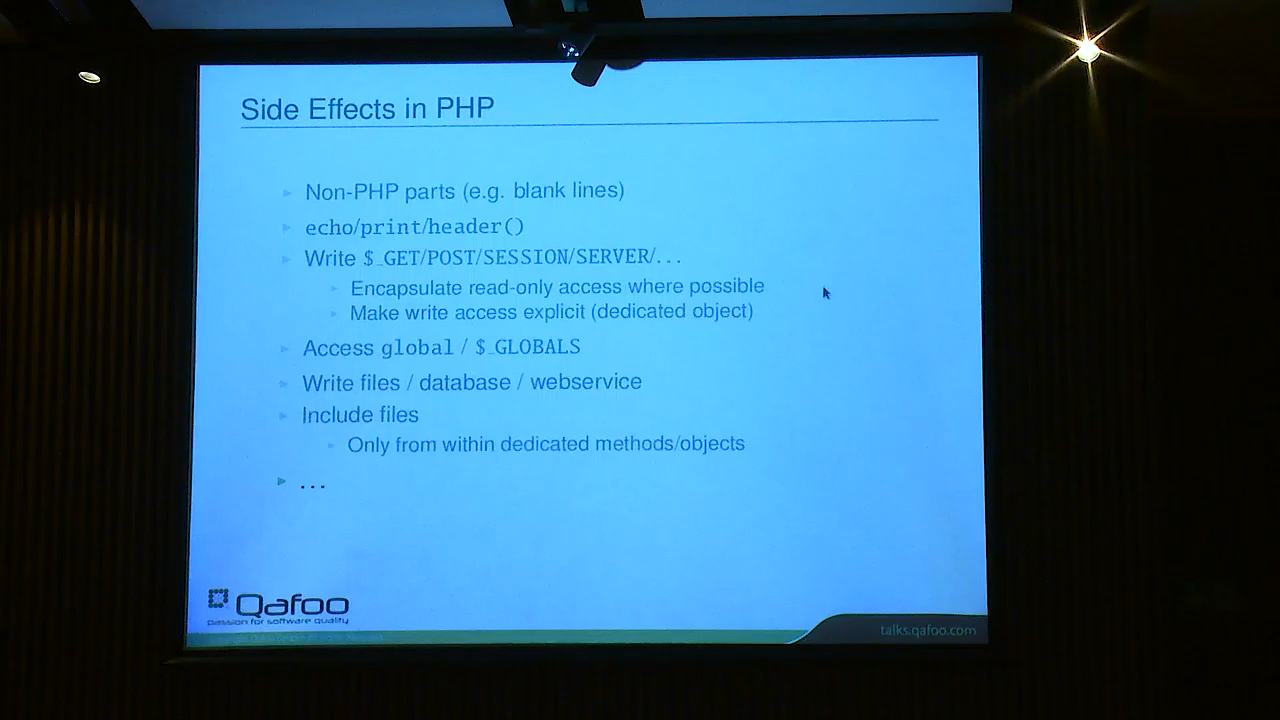 Side Effects in PHP
Non-PHP parts (e.g. blank lines)
echo/print/header()
Write $_GET/POST/SESSION/SERVER/...
Encapsulate read-only access where possible
Make write access explicit (dedicated object)
Access global / $_GLOBALS
Write files / database / webservice
Include files
Only from within dedicated methods/objects
...
Qafoo
passion for software quality
talks.qafoo.com